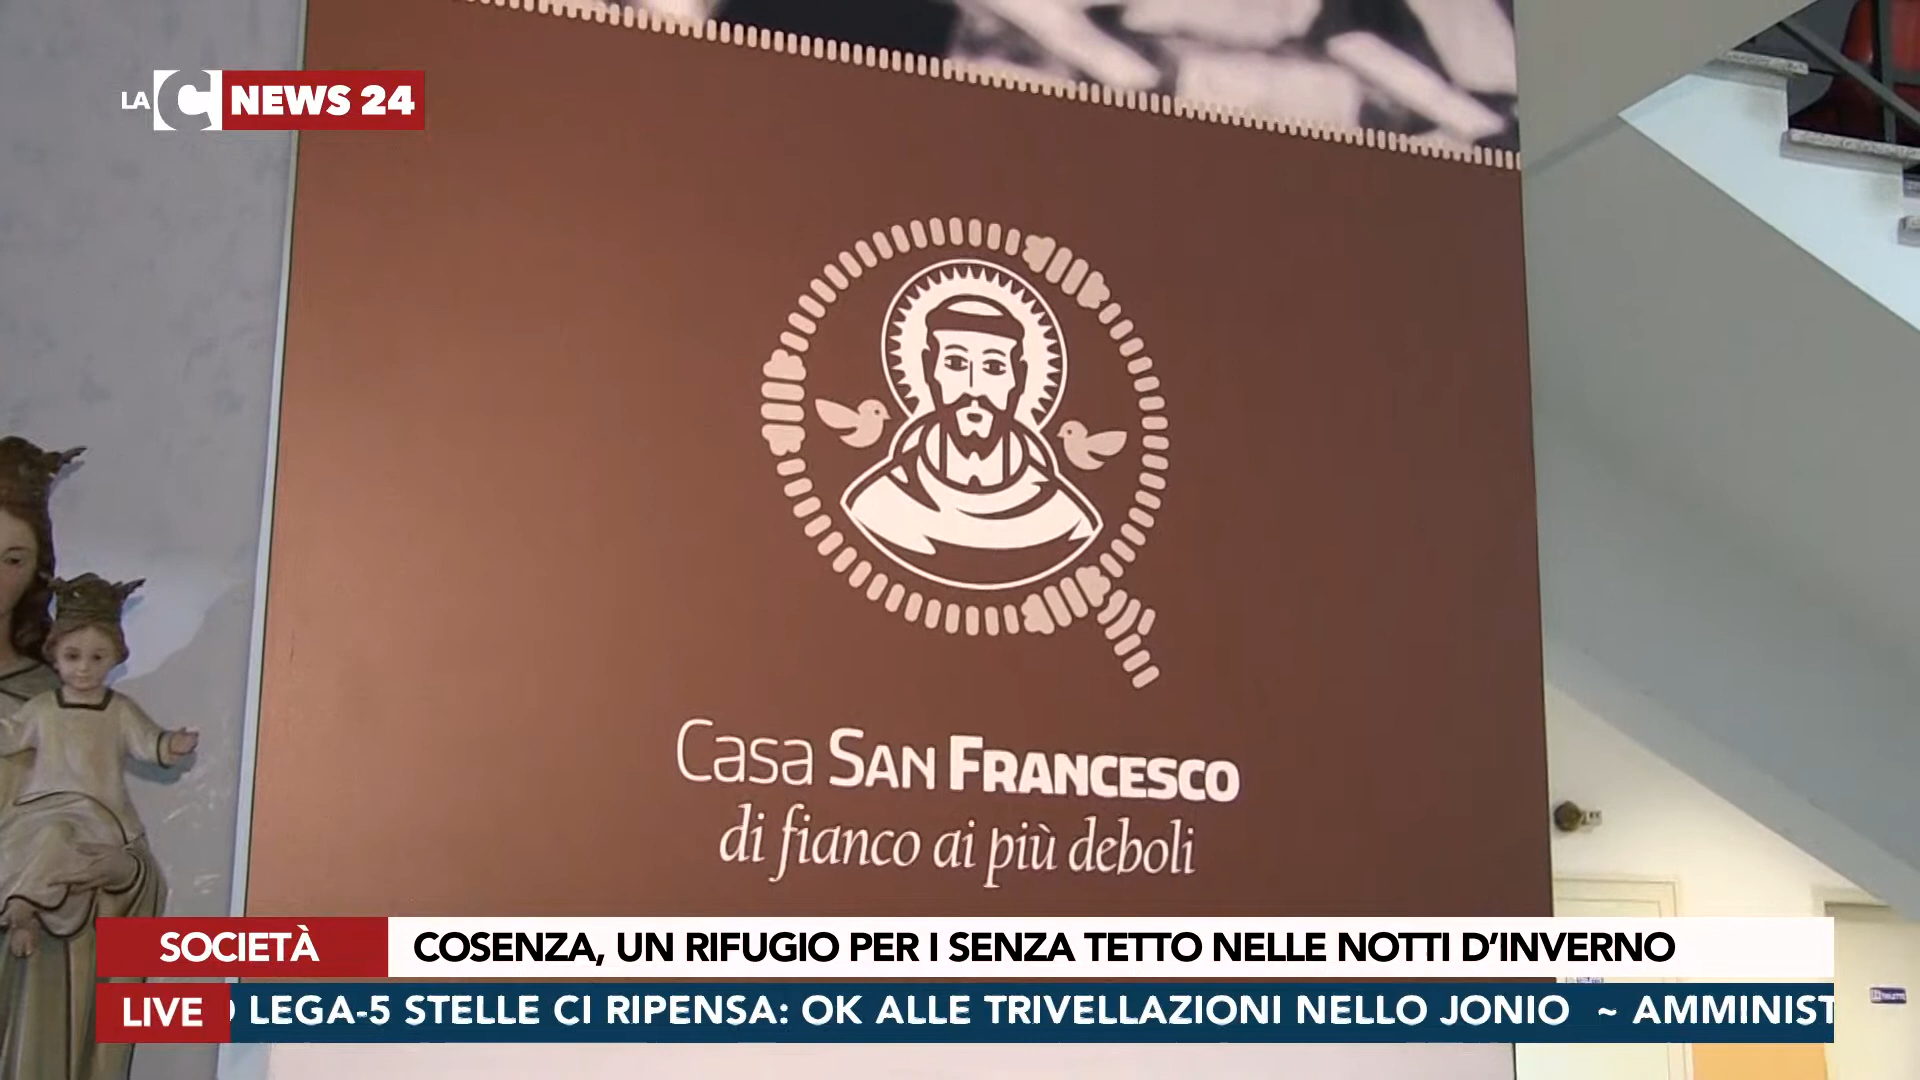 LA C NEWS 24
Casa SAN FRANCESCO
di fianco ai più deboli
SOCIETÀ
COSENZA, UN RIFUGIO PER I SENZA TETTO NELLE NOTTI D'INVERNO
LIVE
LEGA-5 STELLE CI RIPENSA: OK ALLE TRIVELLAZIONI NELLO JONIO ~ AMMINIST